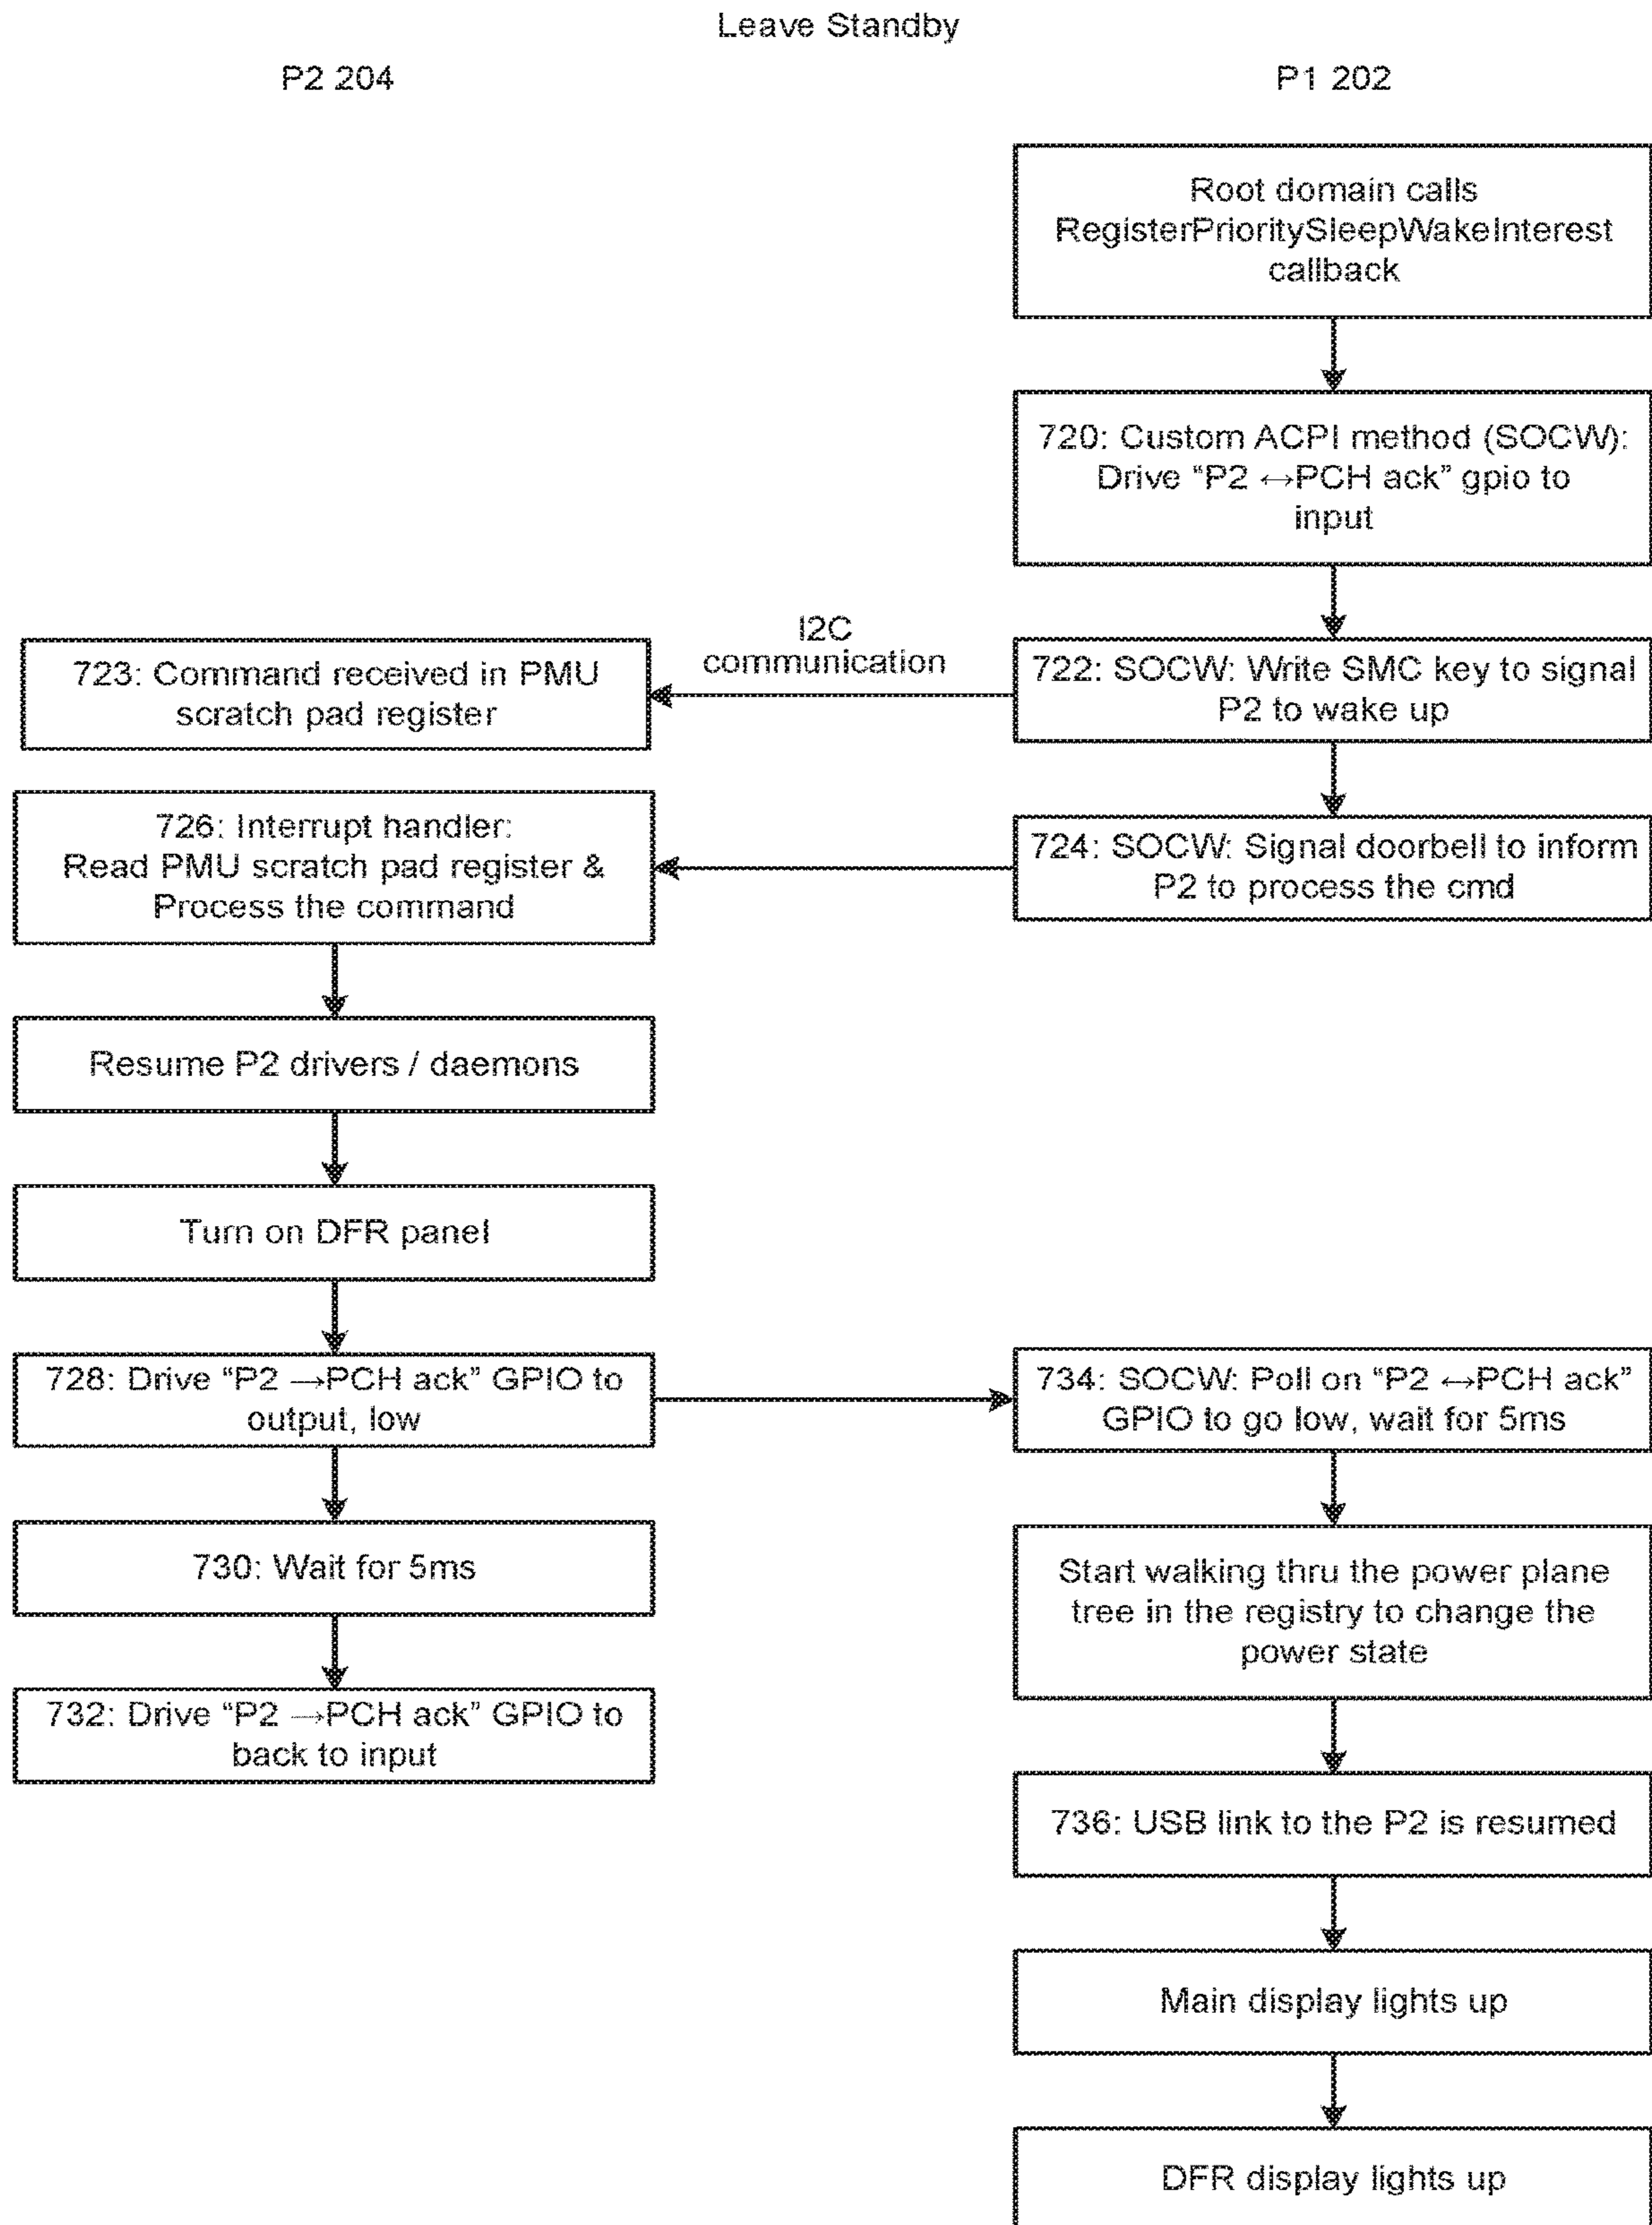 Leave Standby
P2 204
P1 202
Root domain calls
RegisterPrioritySleepWakeInterest
callback
720: Custom ACPI method (SOCW):
Drive “P2 ↔PCH ack” gpio to
input
I2C
communication
723: Command received in PMU
scratch pad register
722: SOCW: Write SMC key to signal
P2 to wake up
726: Interrupt handler:
Read PMU scratch pad register &
Process the command
724: SOCW: Signal doorbell to inform
P2 to process the cmd
Resume P2 drivers / daemons
Turn on DFR panel
728: Drive “P2 →PCH ack” GPIO to
output, low
734: SOCW: Poll on “P2 ↔PCH ack”
GPIO to go low, wait for 5ms
730: Wait for 5ms
Start walking thru the power plane
tree in the registry to change the
power state
732: Drive “P2 →PCH ack” GPIO to
back to input
736: USB link to the P2 is resumed
Main display lights up
DFR display lights up